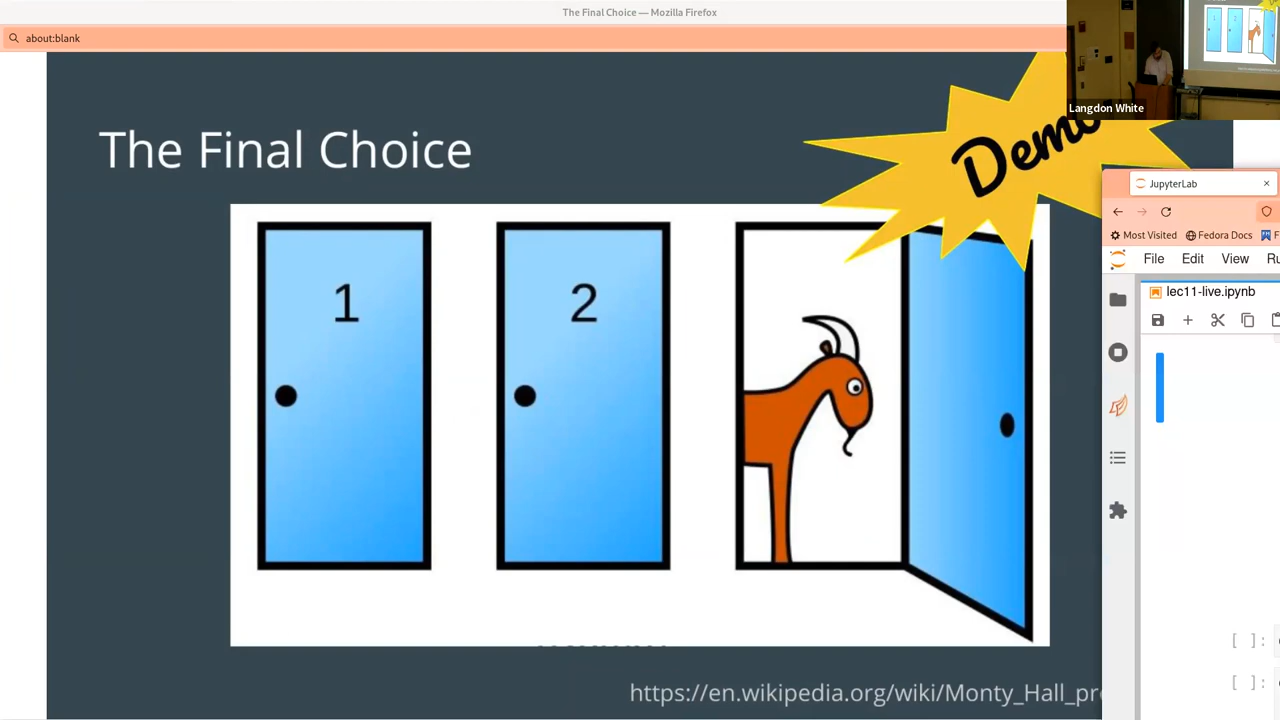 The Final Choice — Mozilla Firefox
about:blank
Langdon White
The Final Choice
Demo
1
2
JupyterLab
Most Visited
Fedora Docs
File Edit View Ru
lec11-live.ipynb
[ ]:
[ ]:
https://en.wikipedia.org/wiki/Monty_Hall_pr